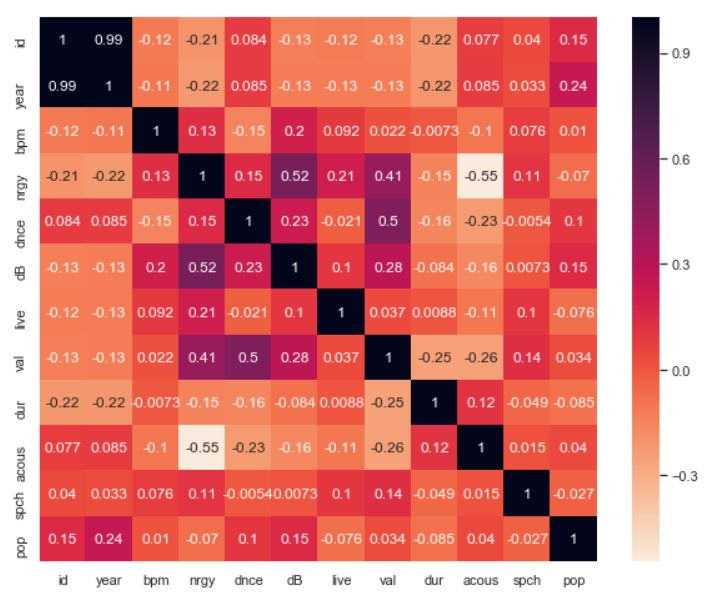 id 1 0.99 -0.12 -0.21 0.084 -0.13 -0.12 -0.13 -0.22 0.077 0.04 0.15
year 0.99 1 -0.11 -0.22 0.085 -0.13 -0.13 -0.13 -0.22 0.085 0.033 0.24
bpm -0.12 -0.11 1 0.13 -0.15 0.2 0.092 0.022 -0.0073 -0.1 0.076 0.01
nrgy -0.21 -0.22 0.13 1 0.15 0.52 0.21 0.41 -0.15 -0.55 0.11 -0.07
dnce 0.084 0.085 -0.15 0.15 1 0.23 -0.021 0.5 -0.16 -0.23 -0.0054 0.1
dB -0.13 -0.13 0.2 0.52 0.23 1 0.1 0.28 -0.084 -0.16 0.0073 0.15
live -0.12 -0.13 0.092 0.21 -0.021 0.1 1 0.037 0.0088 -0.11 0.1 -0.076
val -0.13 -0.13 0.022 0.41 0.5 0.28 0.037 1 -0.25 -0.26 0.14 0.034
dur -0.22 -0.22 -0.0073 -0.15 -0.16 -0.084 0.0088 -0.25 1 0.12 -0.049 -0.085
acous 0.077 0.085 -0.1 -0.55 -0.23 -0.16 -0.11 -0.26 0.12 1 0.015 0.04
spch 0.04 0.033 0.076 0.11 -0.0054 0.0073 0.1 0.14 -0.049 0.015 1 -0.027
pop 0.15 0.24 0.01 -0.07 0.1 0.15 -0.076 0.034 -0.085 0.04 -0.027 1
id year bpm nrgy dnce dB live val dur acous spch pop
0.9
0.6
0.3
0.0
-0.3